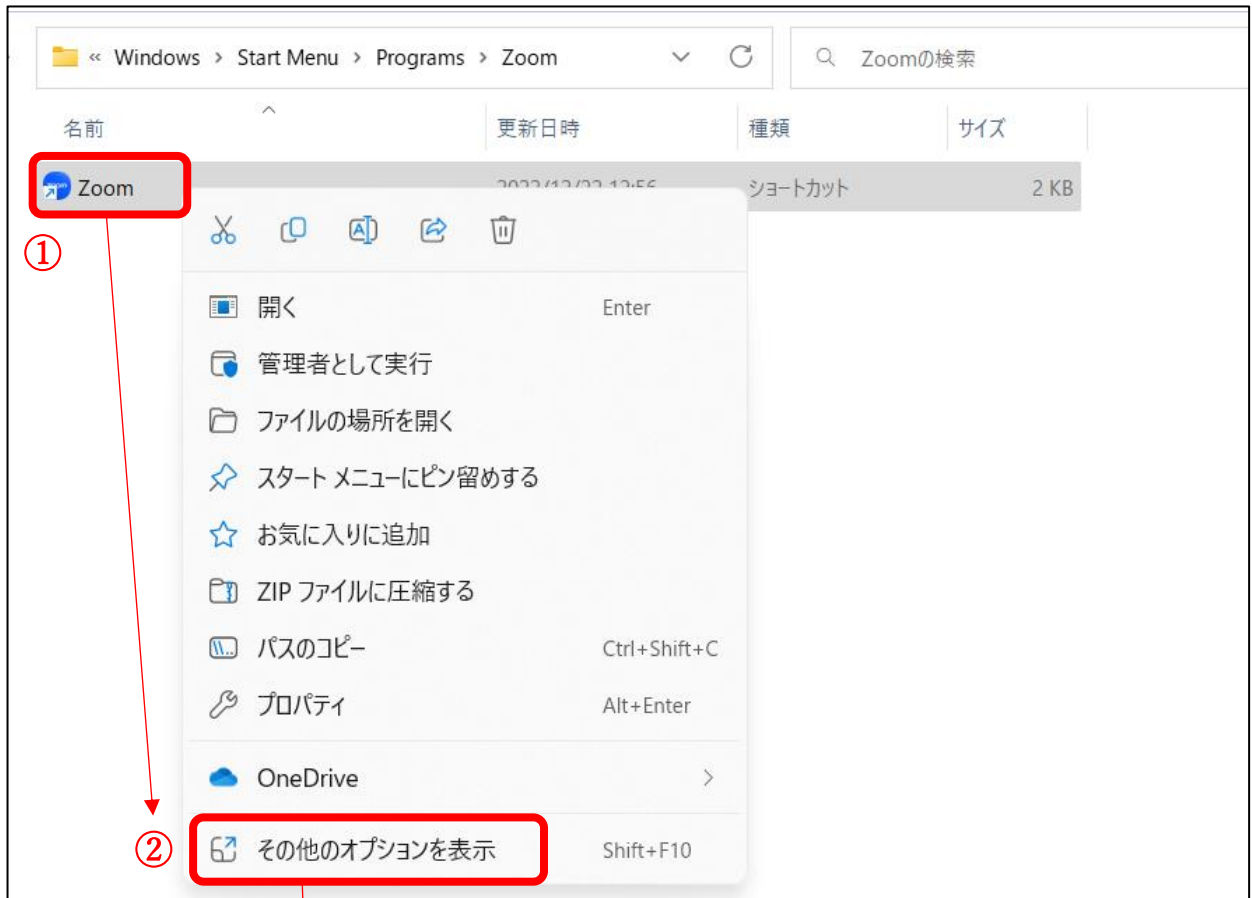 « Windows › Start Menu › Programs › Zoom
Zoomの検索
名前 更新日時 種類 サイズ
Zoom ショートカット 2 KB
①
開く Enter
管理者として実行
ファイルの場所を開く
スタート メニューにピン留めする
お気に入りに追加
ZIP ファイルに圧縮する
パスのコピー Ctrl+Shift+C
プロパティ Alt+Enter
OneDrive
② その他のオプションを表示 Shift+F10